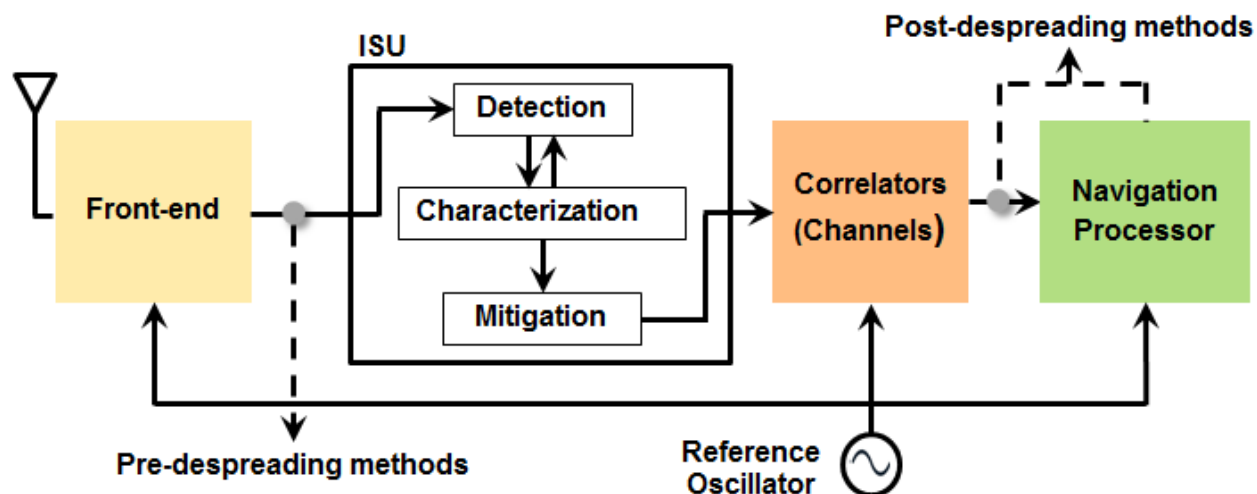 Post-despreading methods
ISU
Detection
Front-end
Characterization
Mitigation
Correlators
(Channels)
Navigation
Processor
Pre-despreading methods
Reference
Oscillator